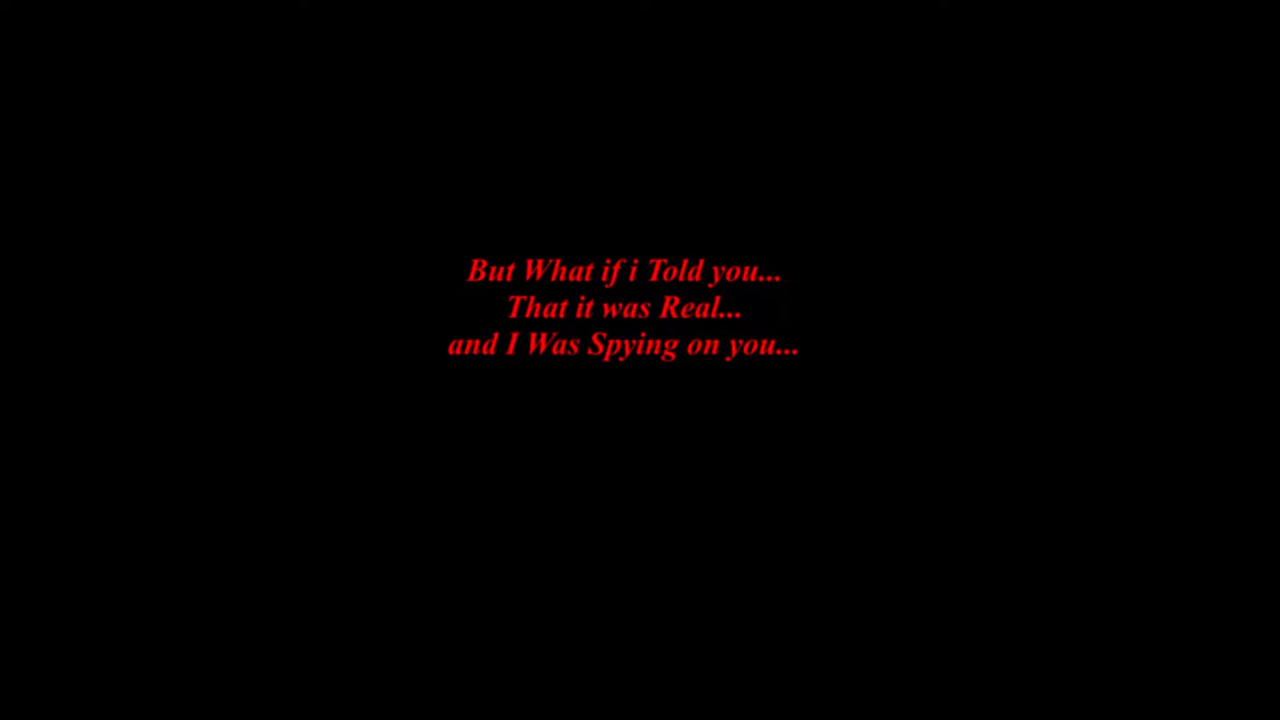 But What if i Told you...
That it was Real...
and I Was Spying on you...